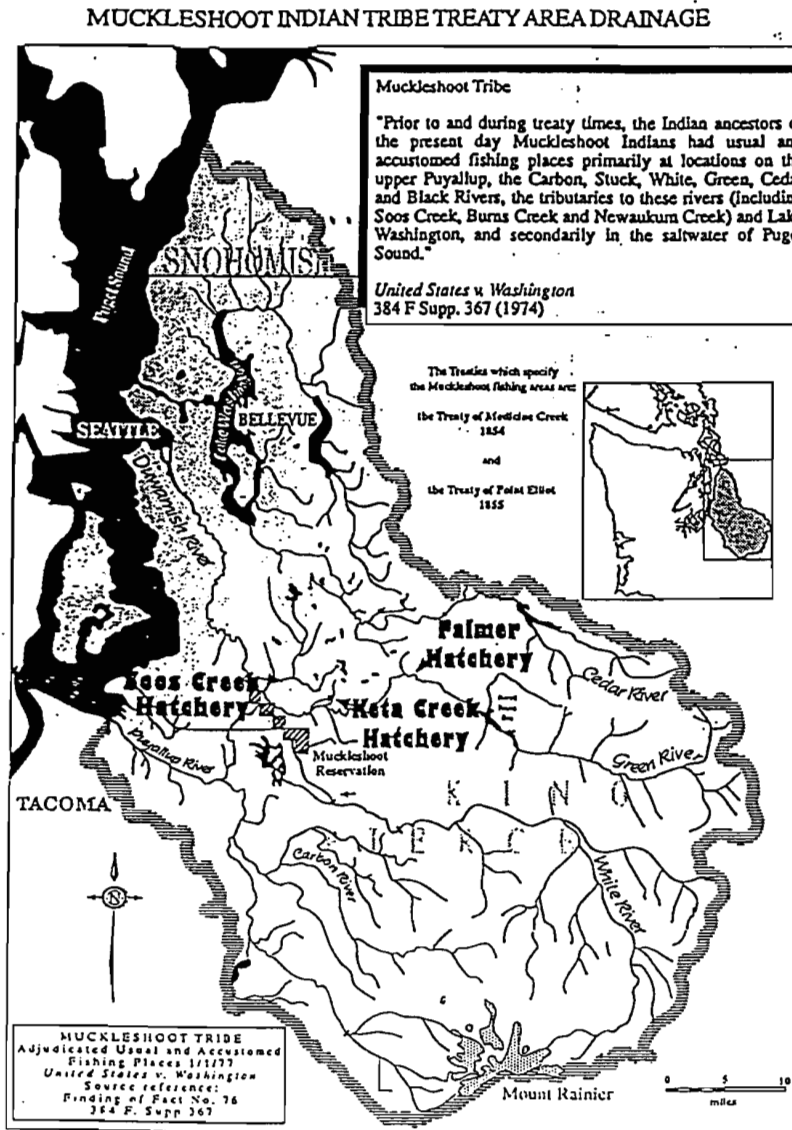 MUCKLESHOOT INDIAN TRIBE TREATY AREA DRAINAGE
Muckleshoot Tribe
"Prior to and during treaty times, the Indian ancestors o
the present day Muckleshoot Indians had usual an
accustomed fishing places primarily at locations on th
upper Puyallup, the Carbon, Stuck, White, Green, Ceda
and Black Rivers, the tributaries to these rivers (Includin
Soos Creek, Burns Creek and Newaukum Creek) and Lak
Washington, and secondarily in the saltwater of Puge
Sound."
United States v. Washington
384 F Supp. 367 (1974)
Puget Sound
SNOHOMISH
The Treaties which specify
the Muckleshoot fishing areas are:
the Treaty of Medicine Creek
1854
and
the Treaty of Point Elliot
1855
Lake Washington
BELLEVUE
SEATTLE
Duwamish River
Palmer
Hatchery
Cedar River
Soos Creek
Hatchery
Keta Creek
Hatchery
Green River
Puyallup River
Muckleshoot
Reservation
TACOMA
KING
PIERCE
Carbon River
White River
N
MUCKLESHOOT TRIBE
Adjudicated Usual and Accustomed
Fishing Places 1/1/77
United States v. Washington
Source reference:
Finding of Fact No. 76
384 F. Supp 367
Mount Rainier
0 5 10
miles